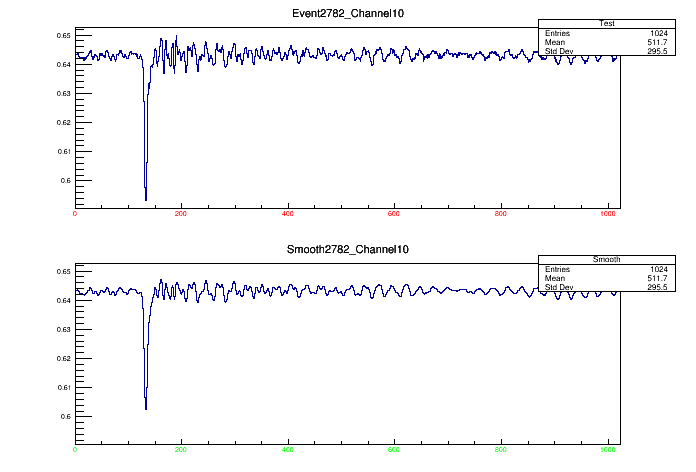 Event2782_Channel10
Test
Entries 1024
Mean 511.7
Std Dev 295.5
0.65
0.64
0.63
0.62
0.61
0.6
0 200 400 600 800 1000
Smooth2782_Channel10
Smooth
Entries 1024
Mean 511.7
Std Dev 295.5
0.65
0.64
0.63
0.62
0.61
0.6
0 200 400 600 800 1000